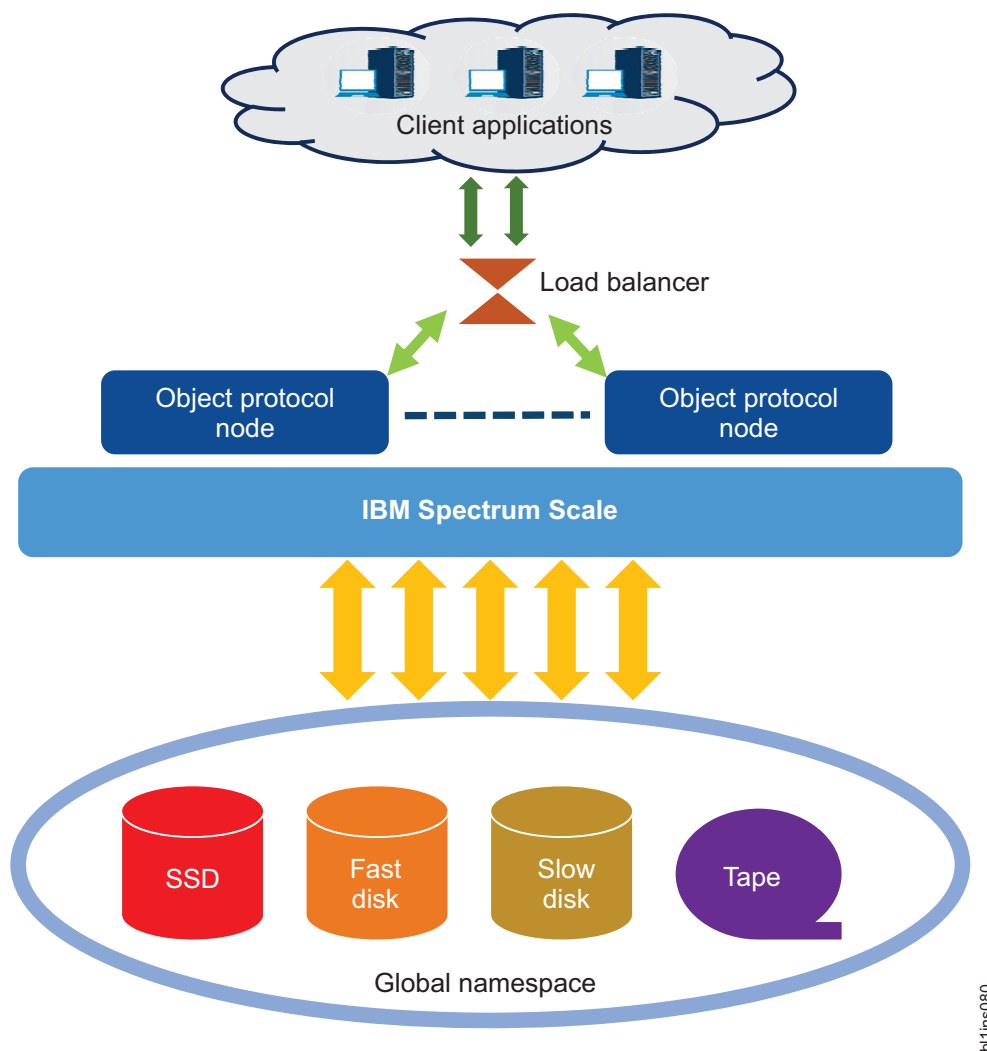 Client applications
Load balancer
Object protocol
node
Object protocol
node
IBM Spectrum Scale
SSD
Fast
disk
Slow
disk
Tape
Global namespace